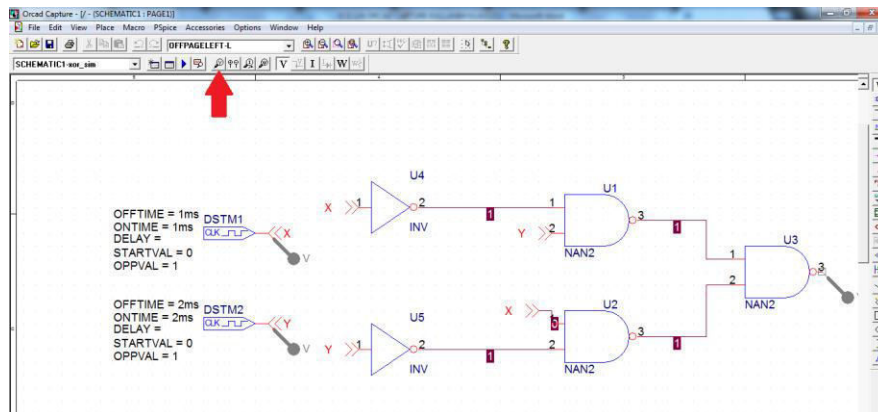 Orcad Capture - [/ - (SCHEMATIC1 : PAGE1)]
File Edit View Place Macro PSpice Accessories Options Window Help
OFFPAGELEFT-L
SCHEMATIC1-xor_sim
V I W
U4
X 1 2
INV
1
U1
1
Y 2
3
NAN2
1
OFFTIME = 1ms DSTM1
ONTIME = 1ms CLK
DELAY =
STARTVAL = 0
OPPVAL = 1
X
V
U3
1
2
3
NAN2
OFFTIME = 2ms DSTM2
ONTIME = 2ms CLK
DELAY =
STARTVAL = 0
OPPVAL = 1
Y
V
U5
Y 1 2
INV
1
U2
X
0
2
3
NAN2
1